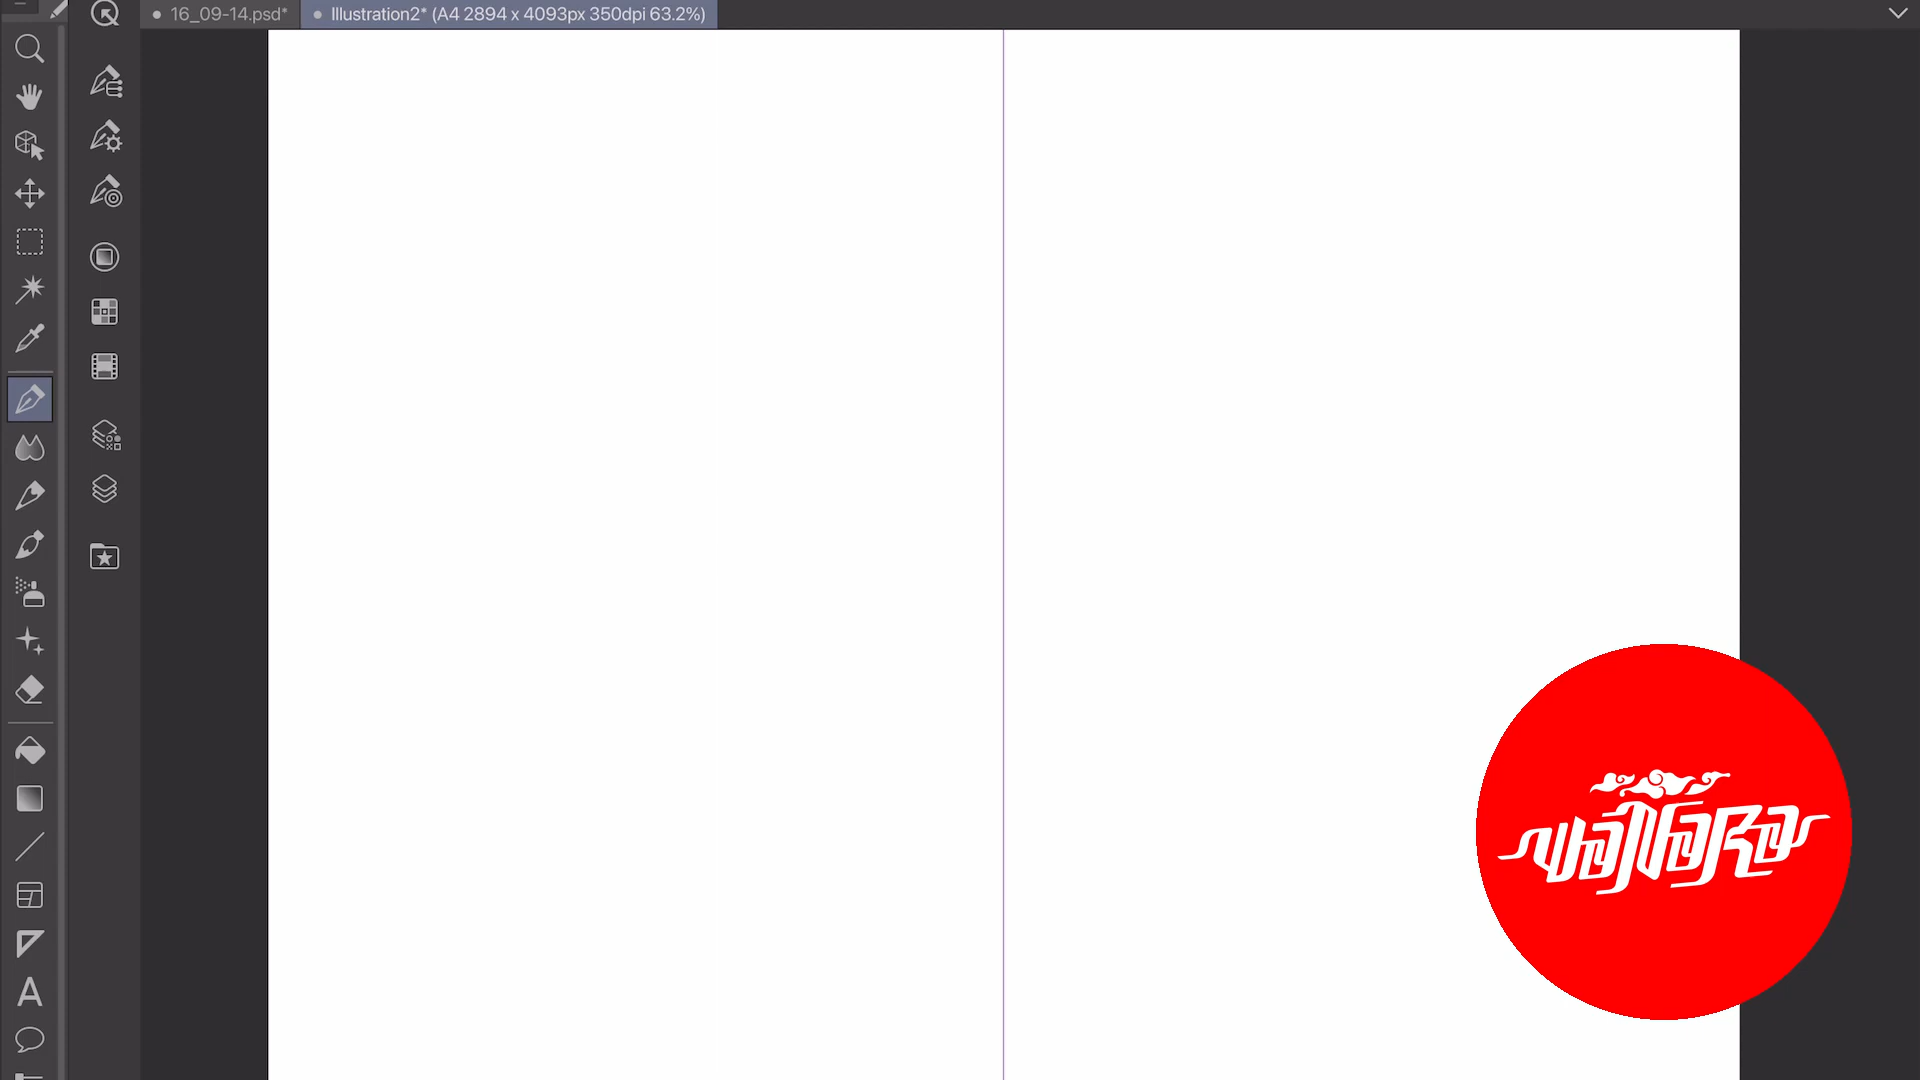 16_09-14.psd*
Illustration2* (A4 2894 x 4093px 350dpi 63.2%)